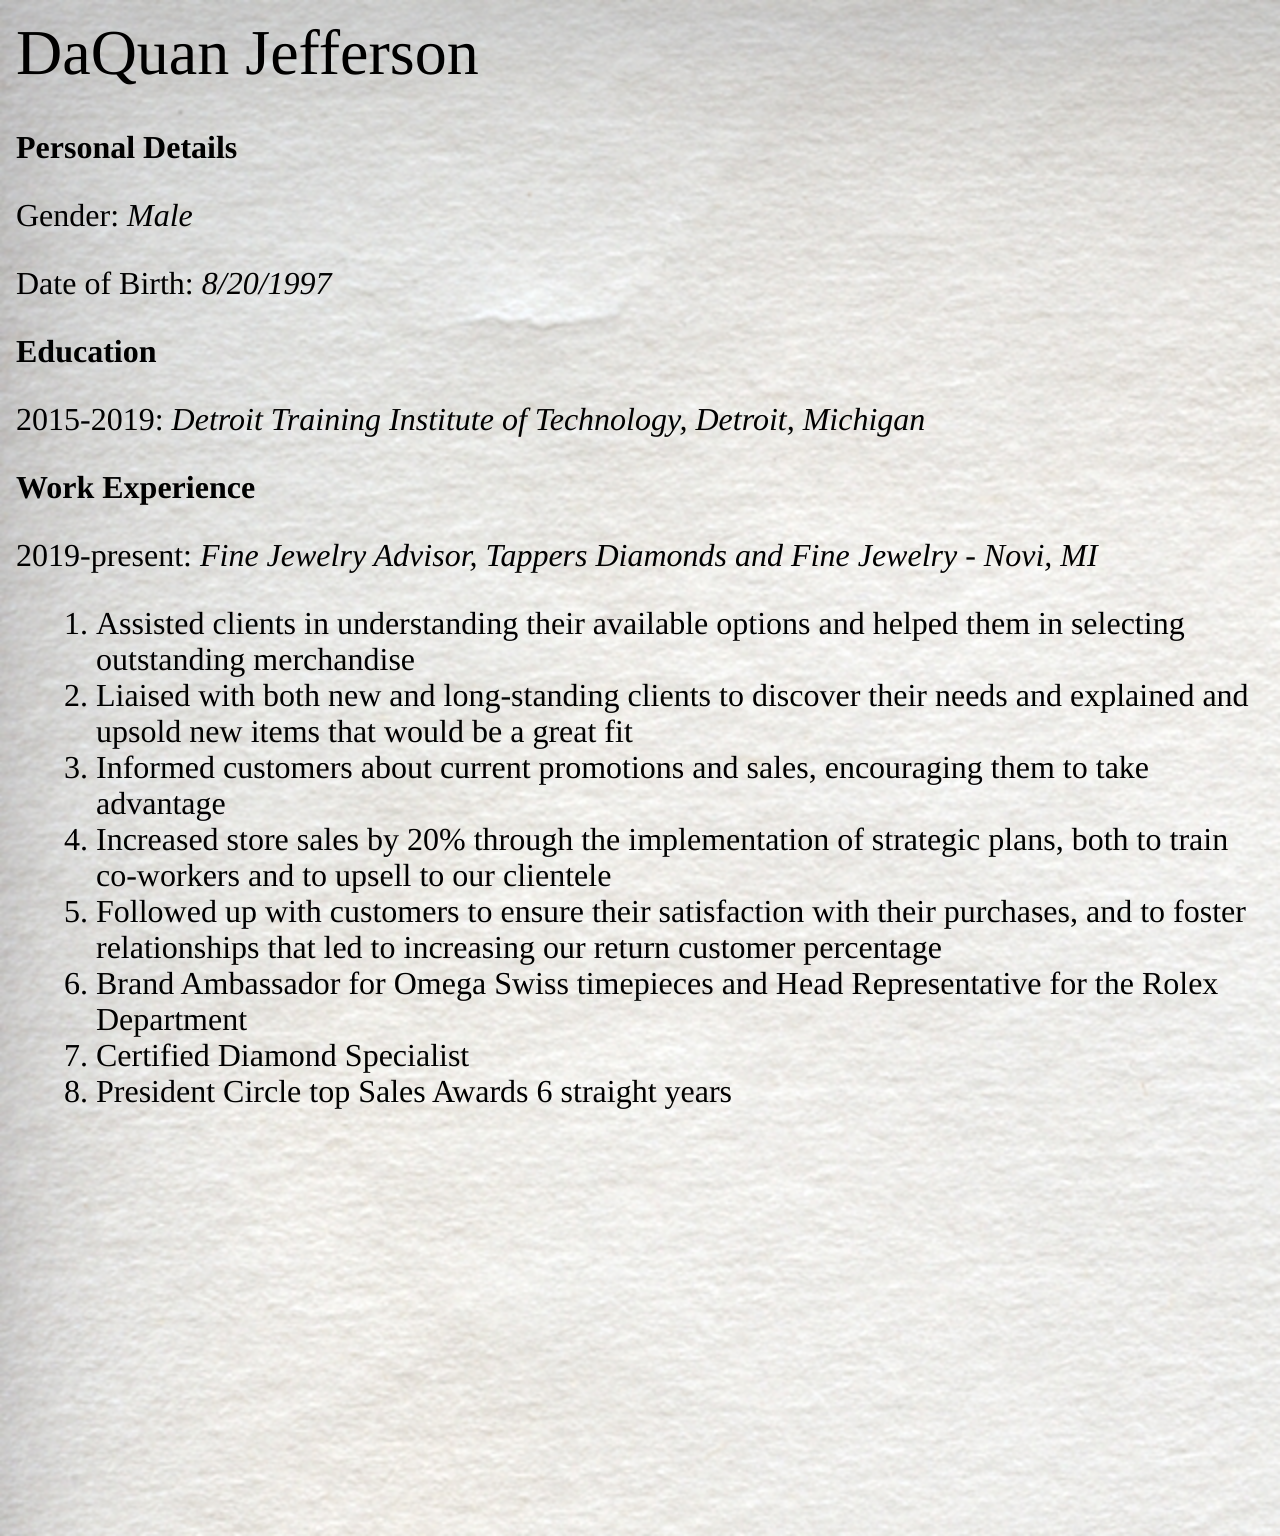 DaQuan Jefferson
Personal Details
Gender: Male
Date of Birth: 8/20/1997
Education
2015-2019: Detroit Training Institute of Technology, Detroit, Michigan
Work Experience
2019-present: Fine Jewelry Advisor, Tappers Diamonds and Fine Jewelry - Novi, MI
1. Assisted clients in understanding their available options and helped them in selecting
outstanding merchandise
2. Liaised with both new and long-standing clients to discover their needs and explained and
upsold new items that would be a great fit
3. Informed customers about current promotions and sales, encouraging them to take
advantage
4. Increased store sales by 20% through the implementation of strategic plans, both to train
co-workers and to upsell to our clientele
5. Followed up with customers to ensure their satisfaction with their purchases, and to foster
relationships that led to increasing our return customer percentage
6. Brand Ambassador for Omega Swiss timepieces and Head Representative for the Rolex
Department
7. Certified Diamond Specialist
8. President Circle top Sales Awards 6 straight years